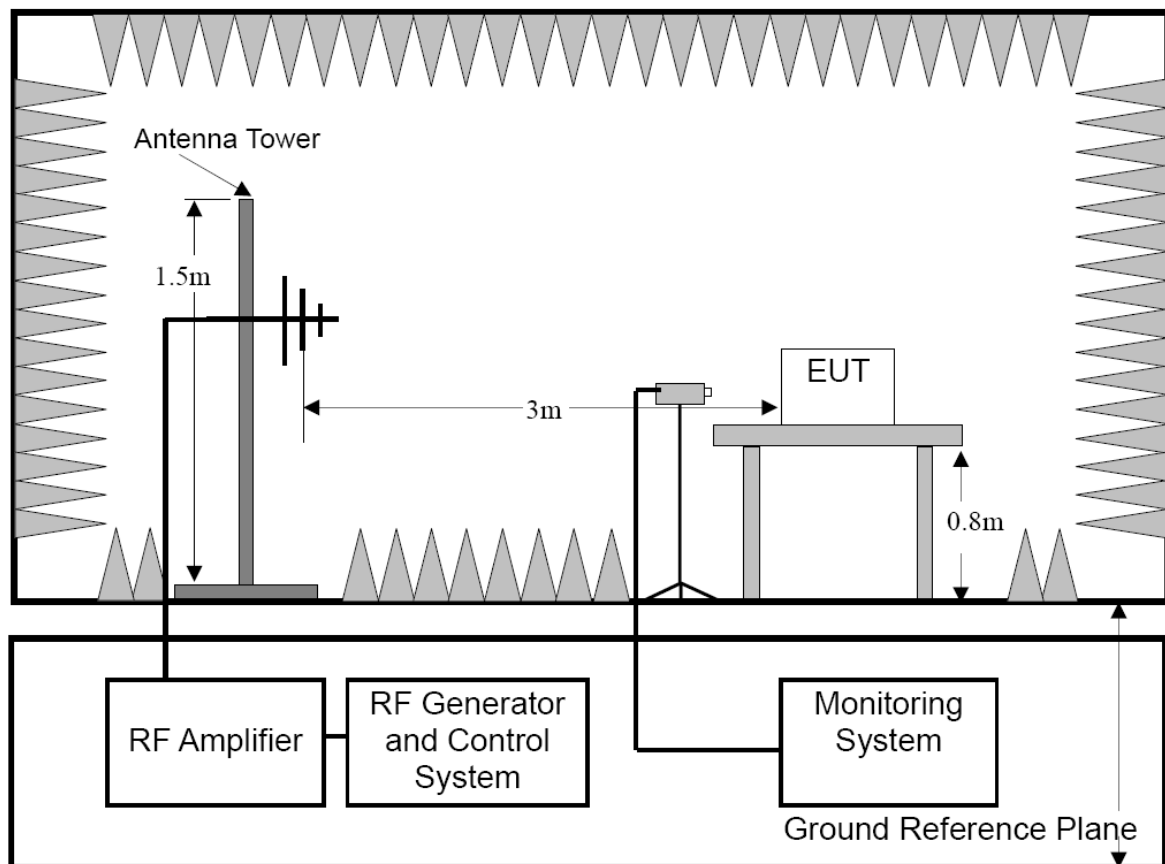 Antenna Tower
1.5m
EUT
3m
0.8m
RF Amplifier
RF Generator
and Control
System
Monitoring
System
Ground Reference Plane